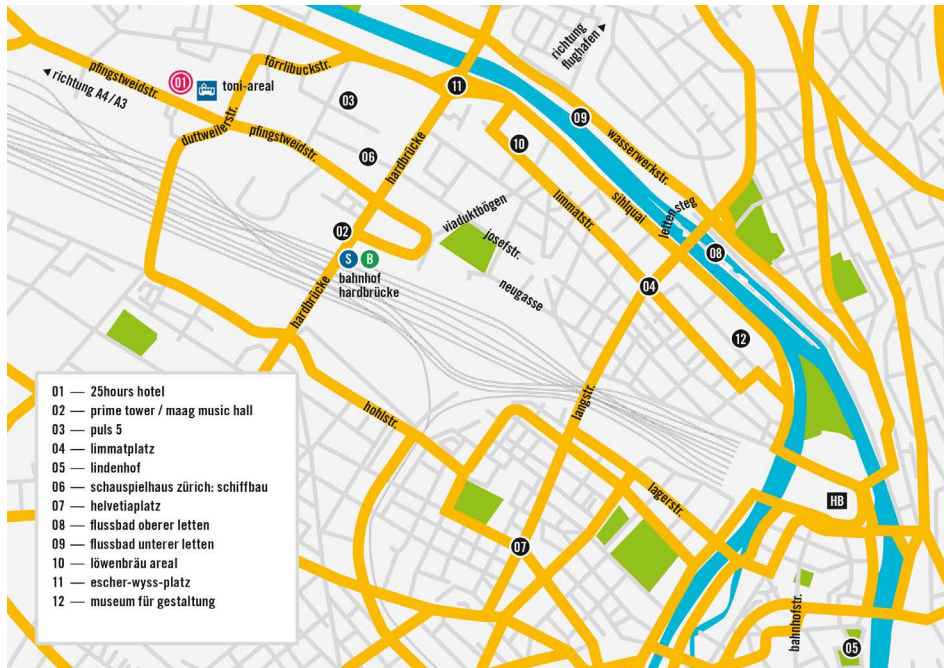 richtung
flughafen
pfingstweidstr.
richtung A4/A3
01
toni-areal
förrlibuckstr.
03
11
09
wasserwerkstr.
duttweilerstr.
pfingstweidstr.
06
hardbrücke
10
limmatstr.
sihlquai
lettensteg
viaduktbögen
josefstr.
neugasse
02
S
B
bahnhof
hardbrücke
hardbrücke
08
04
12
langstr.
hohlstr.
lagerstr.
HB
07
bahnhofstr.
05
01 — 25hours hotel
02 — prime tower / maag music hall
03 — puls 5
04 — limmatplatz
05 — lindenhof
06 — schauspielhaus zürich: schiffbau
07 — helvetiaplatz
08 — flussbad oberer letten
09 — flussbad unterer letten
10 — löwenbräu areal
11 — escher-wyss-platz
12 — museum für gestaltung